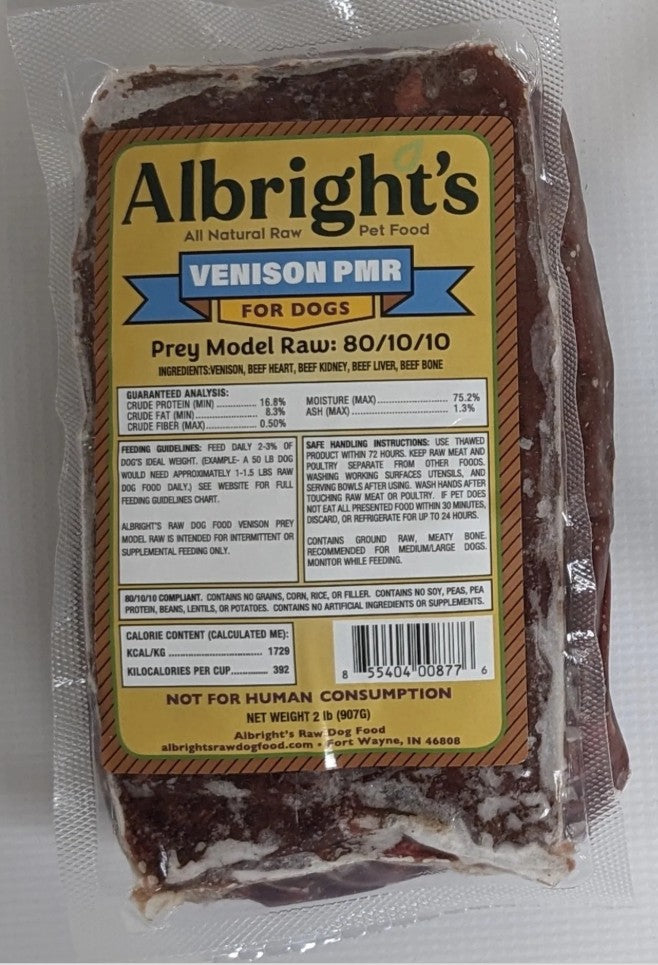 Albright's
All Natural Raw Pet Food
VENISON PMR
FOR DOGS
Prey Model Raw: 80/10/10
INGREDIENTS:VENISON, BEEF HEART, BEEF KIDNEY, BEEF LIVER, BEEF BONE
GUARANTEED ANALYSIS:
CRUDE PROTEIN (MIN) ................ 16.8%
CRUDE FAT (MIN) ....................... 8.3%
CRUDE FIBER (MAX) ................... 0.50%
MOISTURE (MAX) ........................ 75.2%
ASH (MAX) ................................ 1.3%
FEEDING GUIDELINES: FEED DAILY 2-3% OF
DOG'S IDEAL WEIGHT. (EXAMPLE- A 50 LB DOG
WOULD NEED APPROXIMATELY 1-1.5 LBS RAW
DOG FOOD DAILY.) SEE WEBSITE FOR FULL
FEEDING GUIDELINES CHART.
ALBRIGHT'S RAW DOG FOOD VENISON PREY
MODEL RAW IS INTENDED FOR INTERMITTENT OR
SUPPLEMENTAL FEEDING ONLY.
SAFE HANDLING INSTRUCTIONS: USE THAWED
PRODUCT WITHIN 72 HOURS. KEEP RAW MEAT AND
POULTRY SEPARATE FROM OTHER FOODS.
WASHING WORKING SURFACES UTENSILS, AND
SERVING BOWLS AFTER USING. WASH HANDS AFTER
TOUCHING RAW MEAT OR POULTRY. IF PET DOES
NOT EAT ALL PRESENTED FOOD WITHIN 30 MINUTES,
DISCARD, OR REFRIGERATE FOR UP TO 24 HOURS.
CONTAINS GROUND RAW, MEATY BONE.
RECOMMENDED FOR MEDIUM/LARGE DOGS.
MONITOR WHILE FEEDING.
80/10/10 COMPLIANT. CONTAINS NO GRAINS, CORN, RICE, OR FILLER. CONTAINS NO SOY, PEAS, PEA
PROTEIN, BEANS, LENTILS, OR POTATOES. CONTAINS NO ARTIFICIAL INGREDIENTS OR SUPPLEMENTS.
CALORIE CONTENT (CALCULATED ME):
KCAL/KG ................................ 1729
KILOCALORIES PER CUP ............. 392
8 55404 00877 6
NOT FOR HUMAN CONSUMPTION
NET WEIGHT 2 lb (907G)
Albright's Raw Dog Food
albrightsrawdogfood.com • Fort Wayne, IN 46808